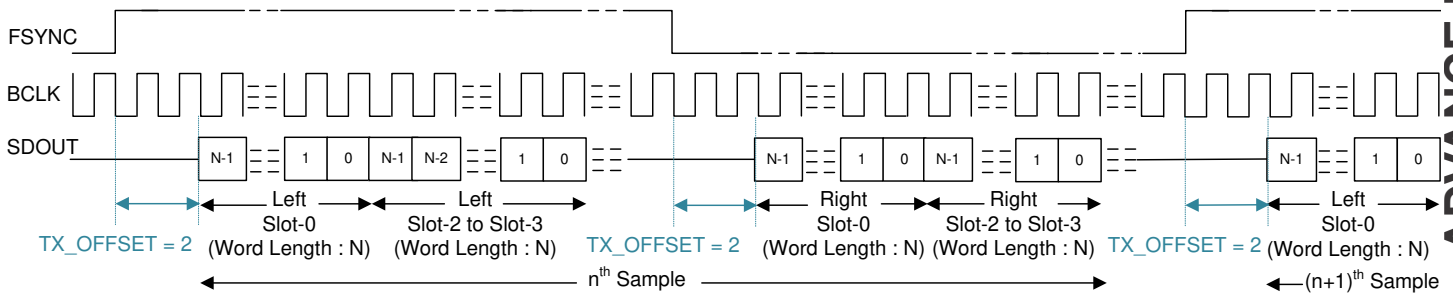 FSYNC
BCLK
SDOUT
N-1 1 0 N-1 N-2 1 0 N-1 1 0 N-1 1 0 N-1 1 0
Left Left Right Right Left
Slot-0 Slot-2 to Slot-3 Slot-0 Slot-2 to Slot-3 Slot-0
TX_OFFSET = 2 (Word Length : N) (Word Length : N) TX_OFFSET = 2 (Word Length : N) (Word Length : N) TX_OFFSET = 2 (Word Length : N)
nth Sample (n+1)th Sample